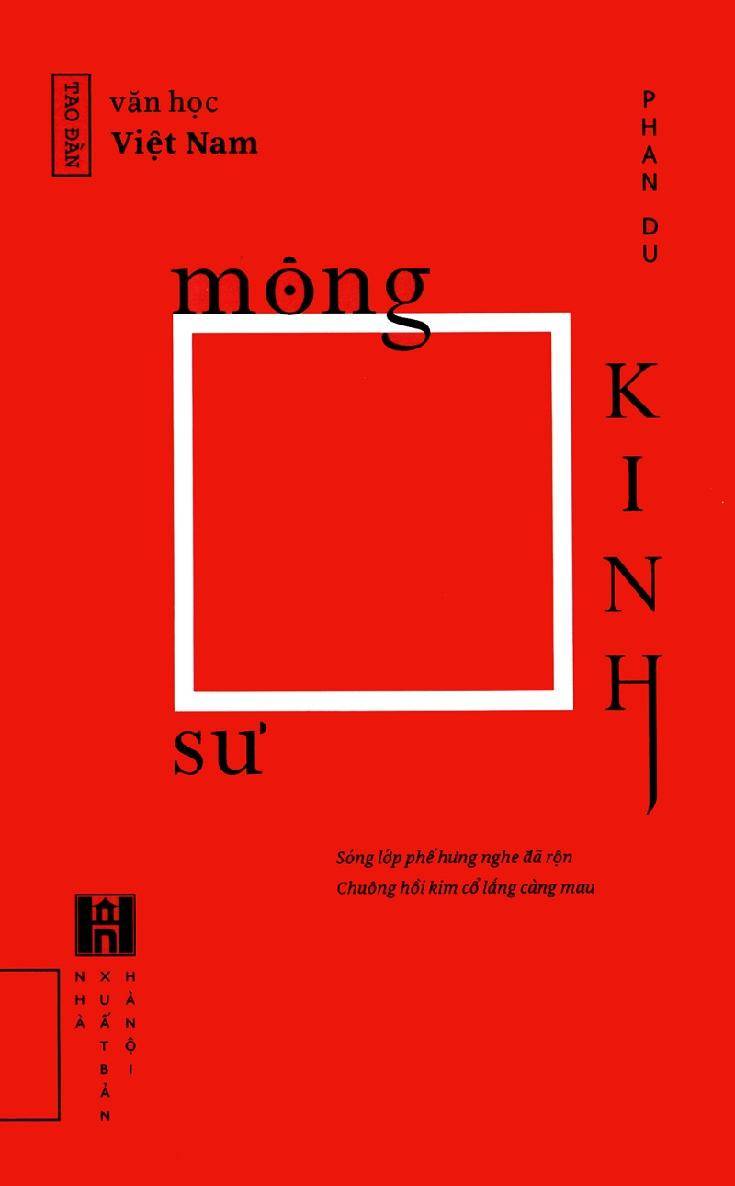 TAO ĐÀN
văn học
Việt Nam
PHAN DU
mộng
KINH
sư
Sóng lớp phế hưng nghe đã rộn
Chuông hồi kim cổ lắng càng mau
NHÀ
XUẤT BẢN
HÀ NỘI